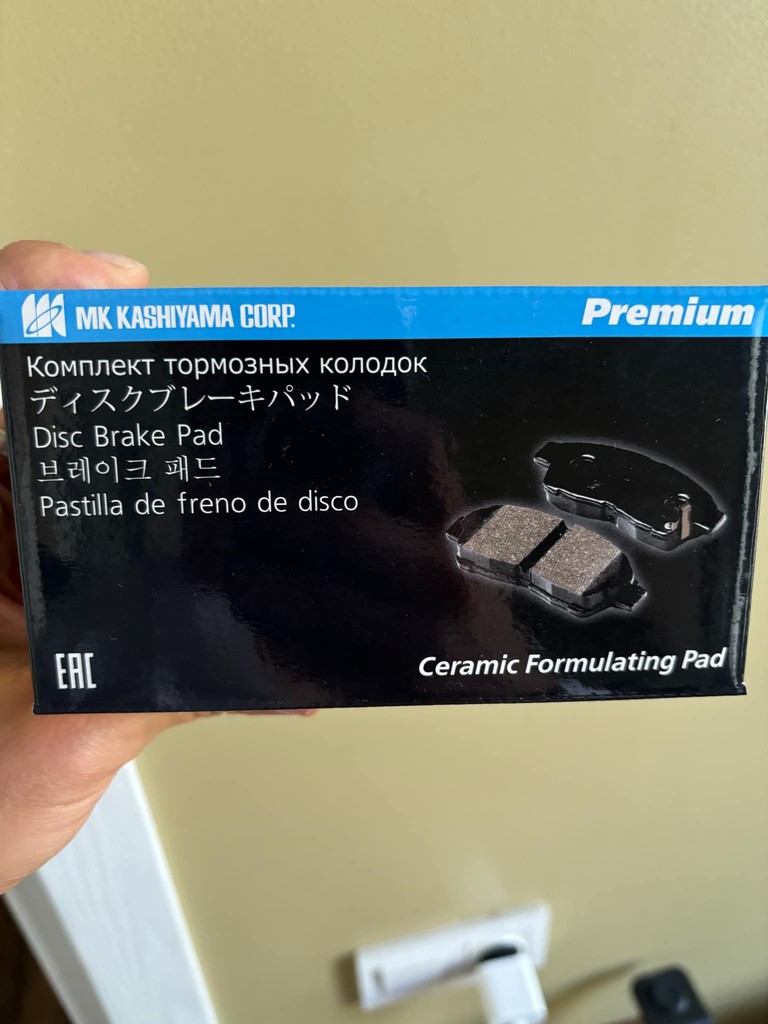 MK KASHIYAMA CORP.
Premium
Комплект тормозных колодок
ディスクブレーキパッド
Disc Brake Pad
브레이크 패드
Pastilla de freno de disco
EAC
Ceramic Formulating Pad